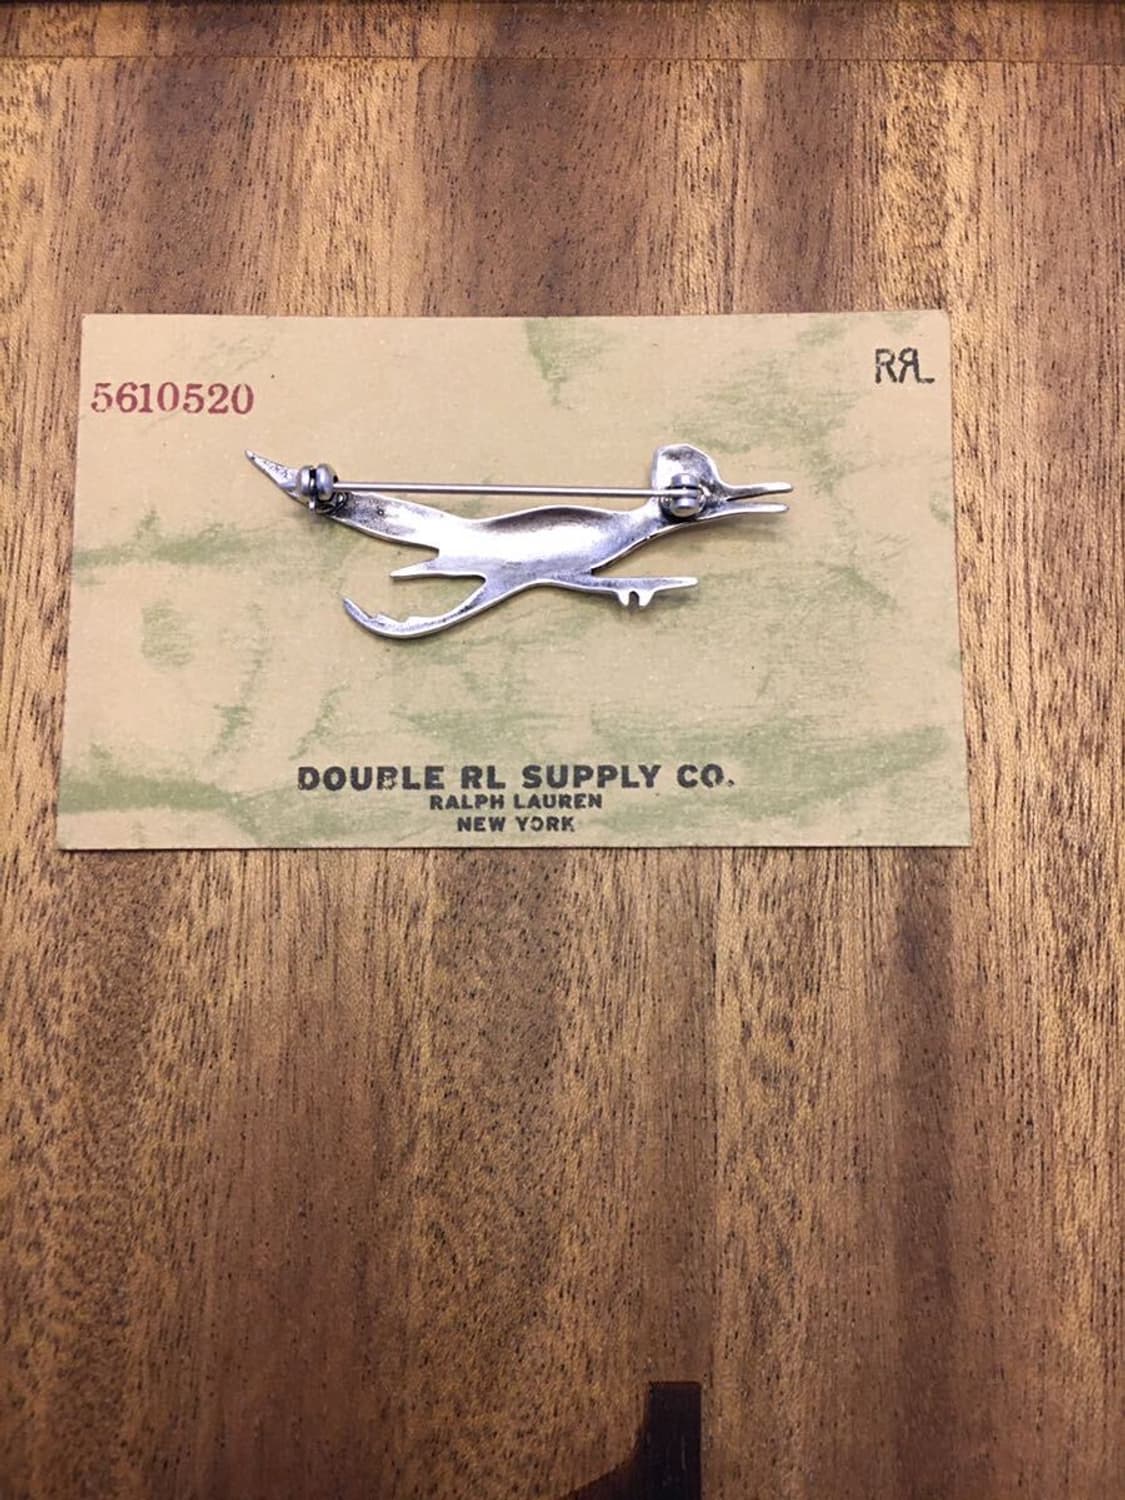 RRL
5610520
DOUBLE RL SUPPLY CO.
RALPH LAUREN
NEW YORK